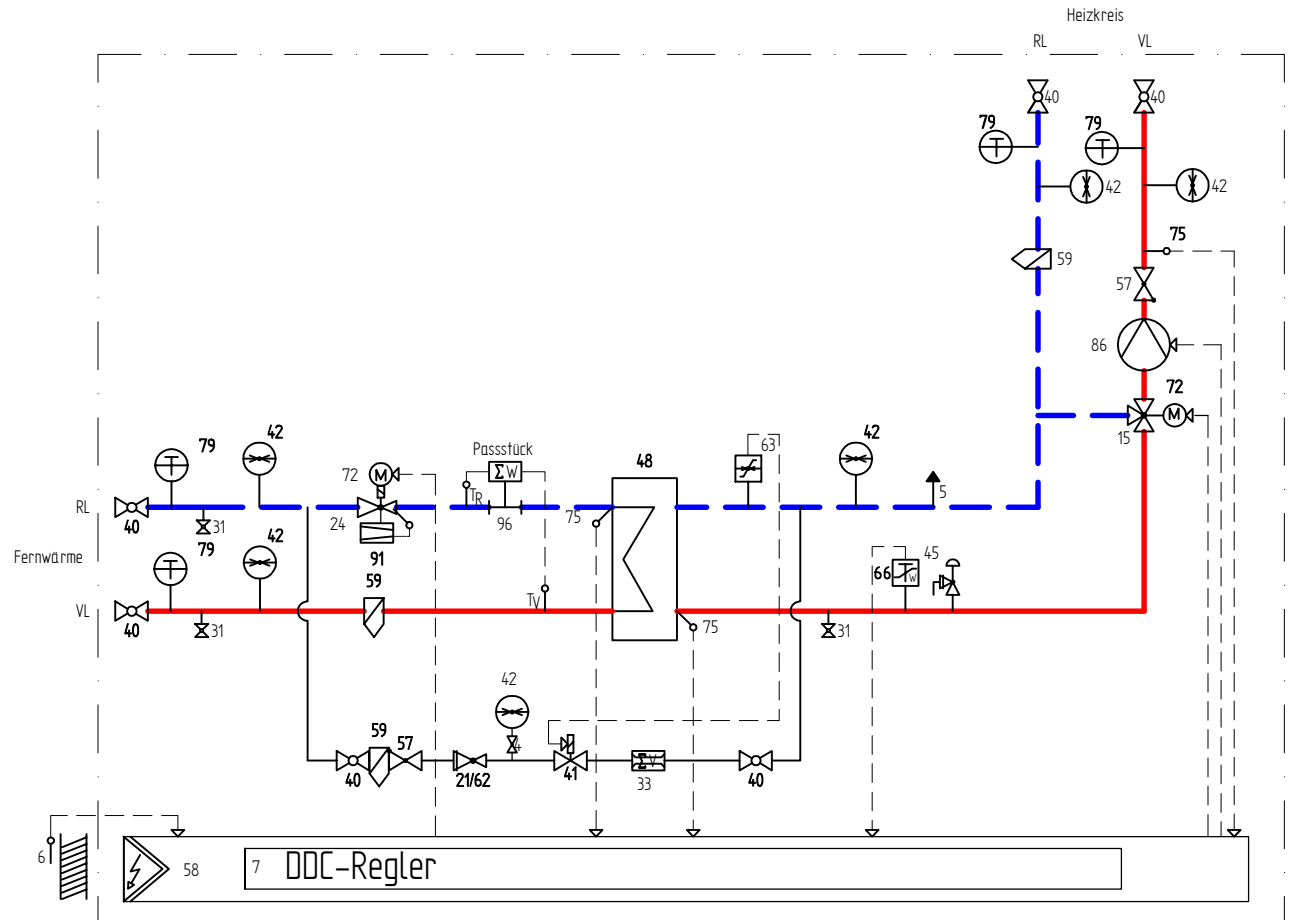 Heizkreis
RL VL
40 40
79 79
42 42
75
59 57
86
72
15
79 42 72 M Passstück ΣW 48 63 42
M
RL TR 5
40 31 24 96 75
79 42 91 45
Fernwärme 59 66 W
VL TV
40 31 75 31
42
59 57 4 ΣV
40 21/62 41 33 40
6 58 7 DDC-Regler